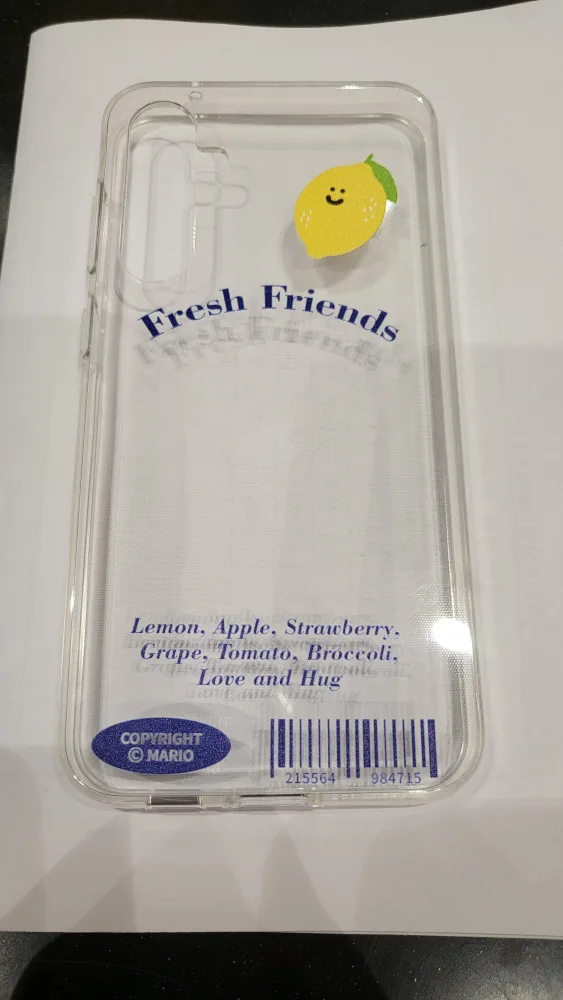 Fresh Friends
Lemon, Apple, Strawberry,
Grape, Tomato, Broccoli,
Love and Hug
COPYRIGHT
© MARIO
215564 984715